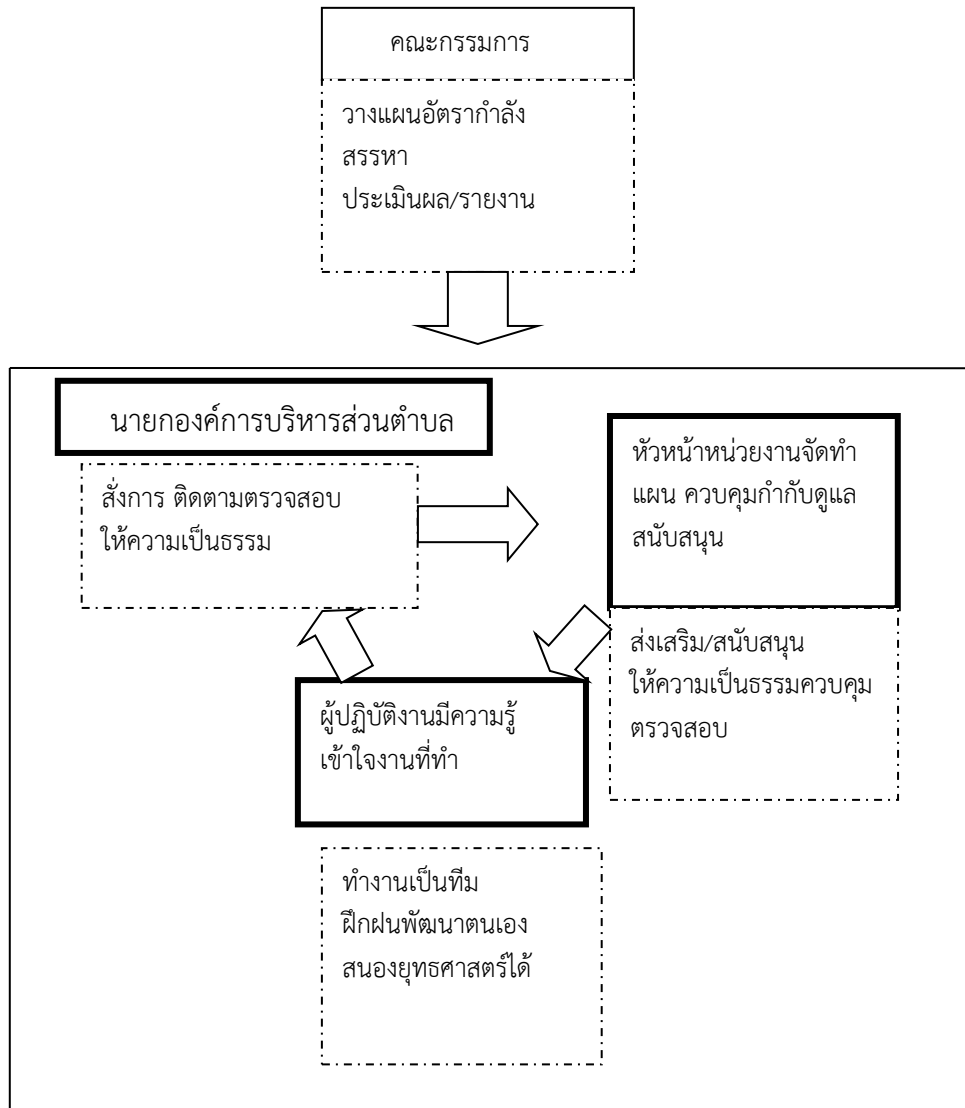 คณะกรรมการ
วางแผนอัตรากำลัง
สรรหา
ประเมินผล/รายงาน
นายกองค์การบริหารส่วนตำบล
สั่งการ ติดตามตรวจสอบ
ให้ความเป็นธรรม
หัวหน้าหน่วยงานจัดทำ
แผน ควบคุมกำกับดูแล
สนับสนุน
ส่งเสริม/สนับสนุน
ให้ความเป็นธรรมควบคุม
ตรวจสอบ
ผู้ปฏิบัติงานมีความรู้
เข้าใจงานที่ทำ
ทำงานเป็นทีม
ฝึกฝนพัฒนาตนเอง
สนองยุทธศาสตร์ได้